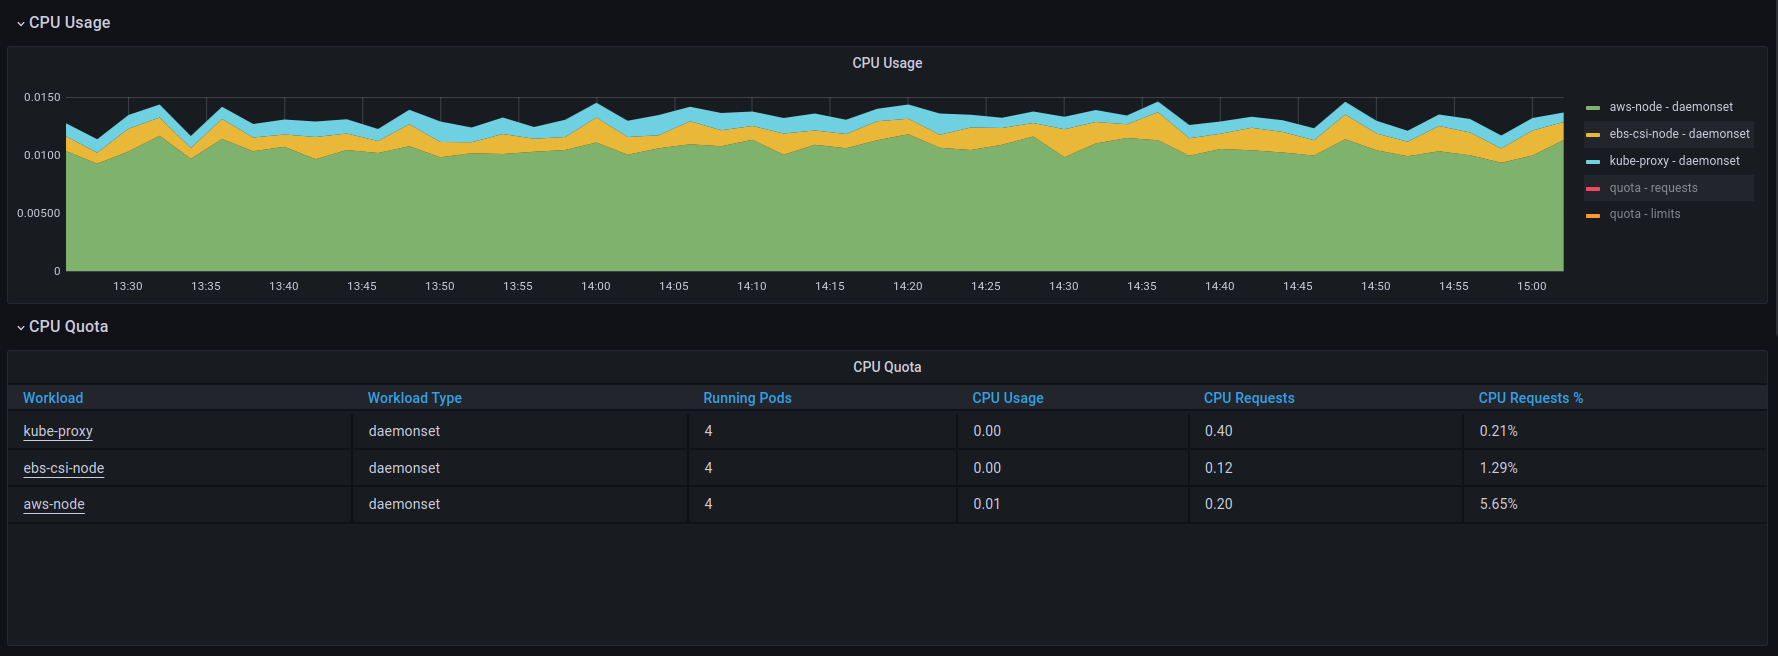 CPU Usage
CPU Usage
0.0150
0.0100
0.00500
0
13:30 13:35 13:40 13:45 13:50 13:55 14:00 14:05 14:10 14:15 14:20 14:25 14:30 14:35 14:40 14:45 14:50 14:55 15:00
aws-node - daemonset
ebs-csi-node - daemonset
kube-proxy - daemonset
quota - requests
quota - limits
CPU Quota
CPU Quota
Workload Workload Type Running Pods CPU Usage CPU Requests CPU Requests %
kube-proxy daemonset 4 0.00 0.40 0.21%
ebs-csi-node daemonset 4 0.00 0.12 1.29%
aws-node daemonset 4 0.01 0.20 5.65%